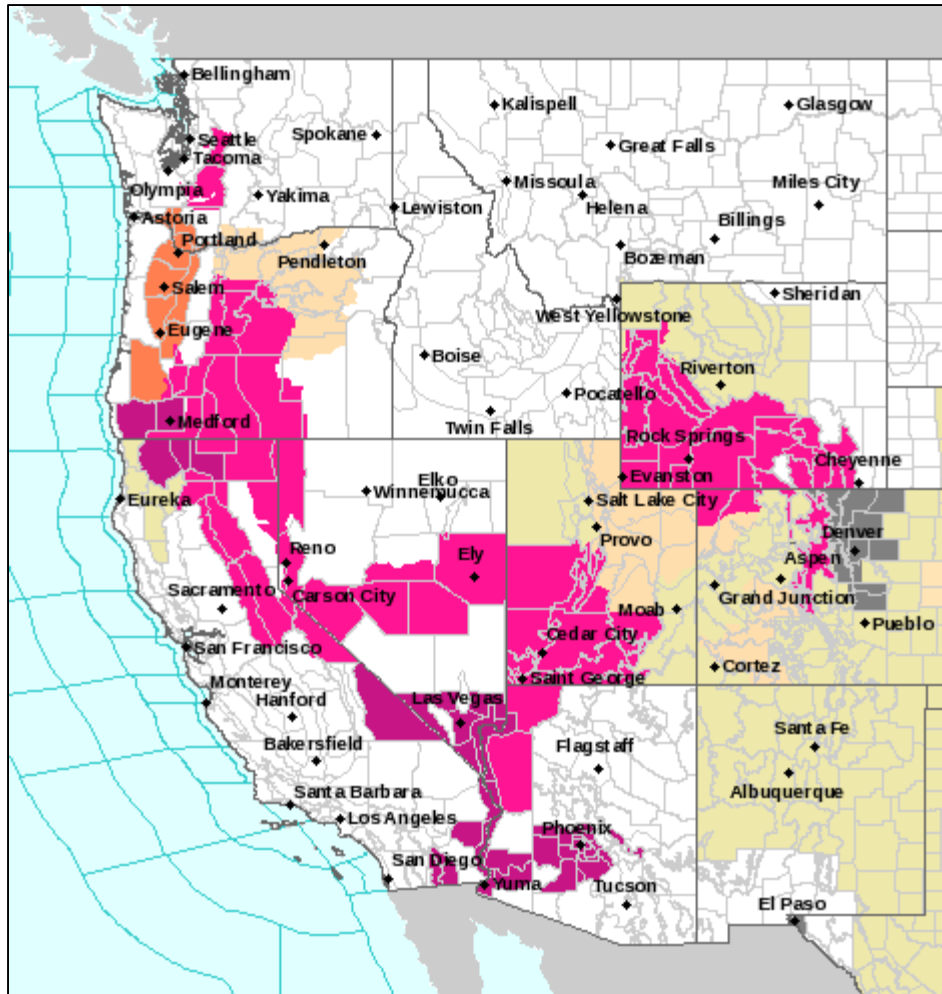 Bellingham
Kalispell
Glasgow
Seattle
Spokane
Great Falls
Tacoma
Olympia
Yakima
Missoula
Miles City
Helena
Lewiston
Astoria
Billings
Portland
Pendleton
Bozeman
Salem
Sheridan
West Yellowstone
Eugene
Boise
Riverton
Pocatello
Medford
Twin Falls
Rock Springs
Cheyenne
Elko
Evanston
Winnemucca
Eureka
Salt Lake City
Provo
Denver
Reno
Ely
Aspen
Sacramento
Carson City
Grand Junction
Moab
Pueblo
Cedar City
San Francisco
Cortez
Saint George
Monterey
Hanford
Las Vegas
Santa Fe
Bakersfield
Flagstaff
Albuquerque
Santa Barbara
Los Angeles
Phoenix
San Diego
Yuma
Tucson
El Paso